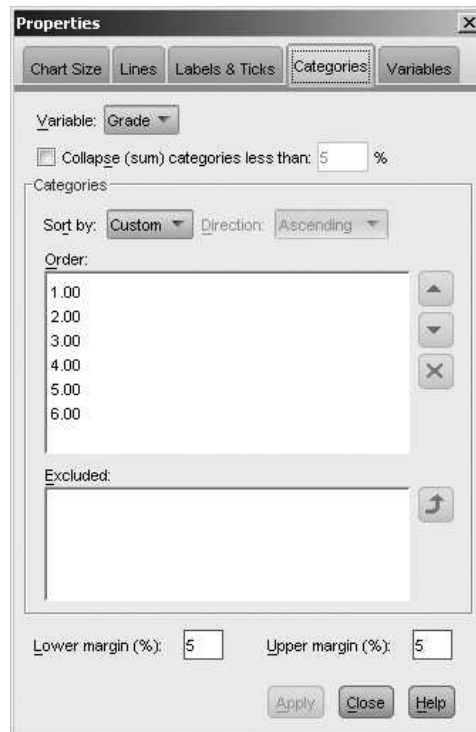 Properties
Chart Size Lines Labels & Ticks Categories Variables
Variable: Grade
Collapse (sum) categories less than: 5 %
Categories
Sort by: Custom Direction: Ascending
Order:
1.00
2.00
3.00
4.00
5.00
6.00
Excluded:
Lower margin (%): 5 Upper margin (%): 5
Apply Close Help